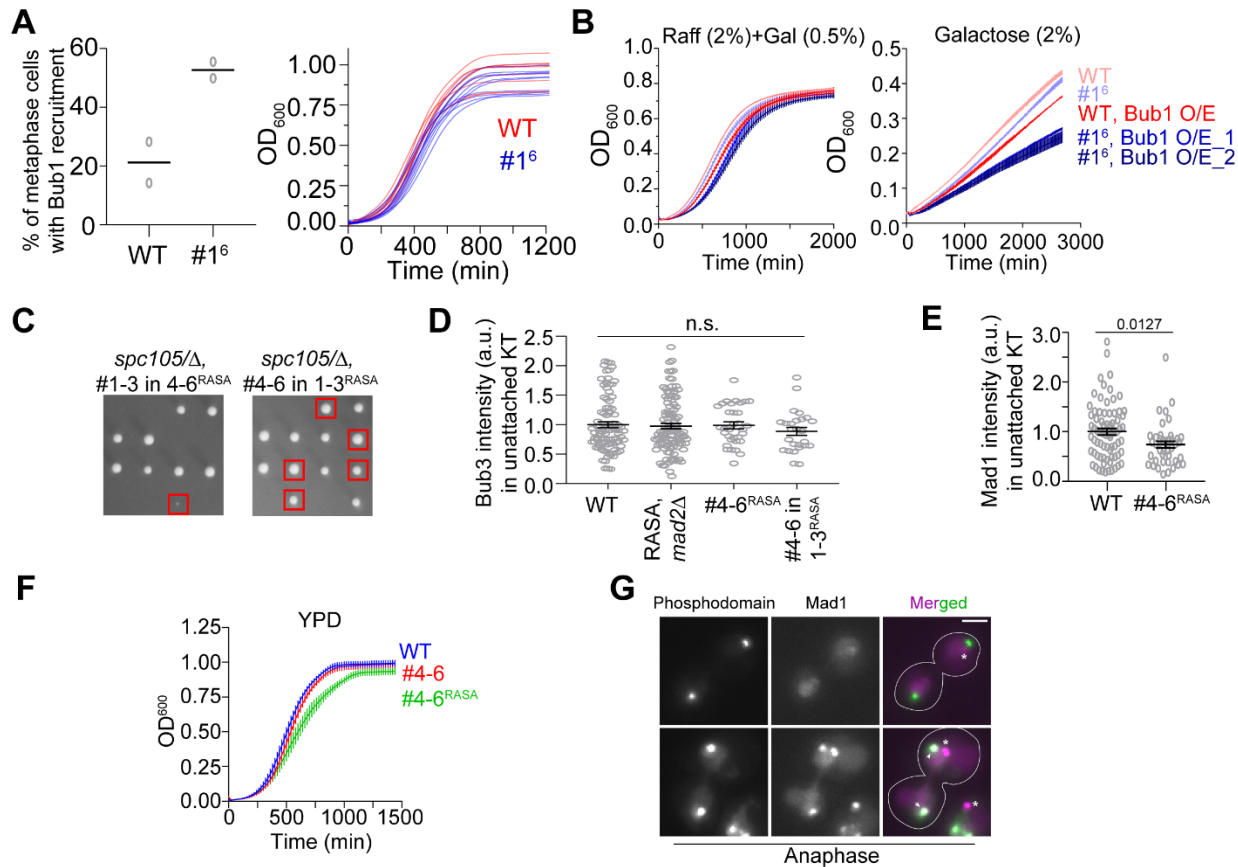 A
% of metaphase cells
with Bub1 recruitment
60
40
20
0
WT
#1⁶
OD₆₀₀
1.00
0.75
0.50
0.25
0
WT
#1⁶
0
400
800
1200
Time (min)
B
Raff (2%)+Gal (0.5%)
OD₆₀₀
1.0
0.8
0.6
0.4
0.2
0
0
1000
2000
Time (min)
Galactose (2%)
OD₆₀₀
0.5
0.4
0.3
0.2
0.1
0
0
1000
2000
3000
Time (min)
WT
#1⁶
WT, Bub1 O/E
#1⁶, Bub1 O/E_1
#1⁶, Bub1 O/E_2
C
spc105/Δ,
#1-3 in 4-6ᴿᴬˢᴬ
spc105/Δ,
#4-6 in 1-3ᴿᴬˢᴬ
D
Bub3 intensity (a.u.)
in unattached KT
n.s.
2.5
2.0
1.5
1.0
0.5
0.0
WT
RASA,
mad2Δ
#4-6ᴿᴬˢᴬ
#4-6 in
1-3ᴿᴬˢᴬ
E
Mad1 intensity (a.u.)
in unattached KT
0.0127
3.0
2.0
1.0
0.0
WT
#4-6ᴿᴬˢᴬ
F
YPD
OD⁶⁰⁰
1.25
1.00
0.75
0.50
0.25
0.00
WT
#4-6
#4-6ᴿᴬˢᴬ
0
500
1000
1500
Time (min)
G
Phosphodomain
Mad1
Merged
*
*
*
Anaphase